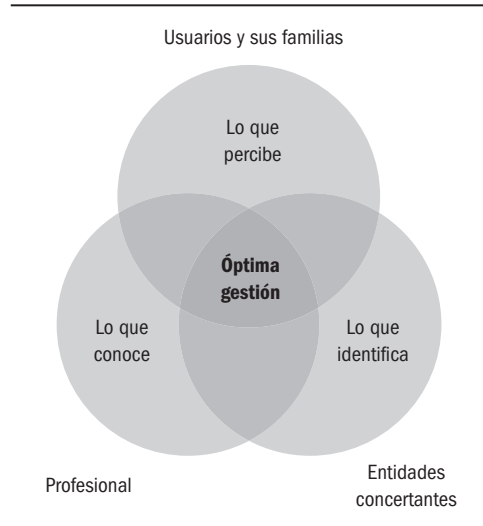 Usuarios y sus familias
Lo que
percibe
Óptima
gestión
Lo que
conoce
Lo que
identifica
Profesional
Entidades
concertantes